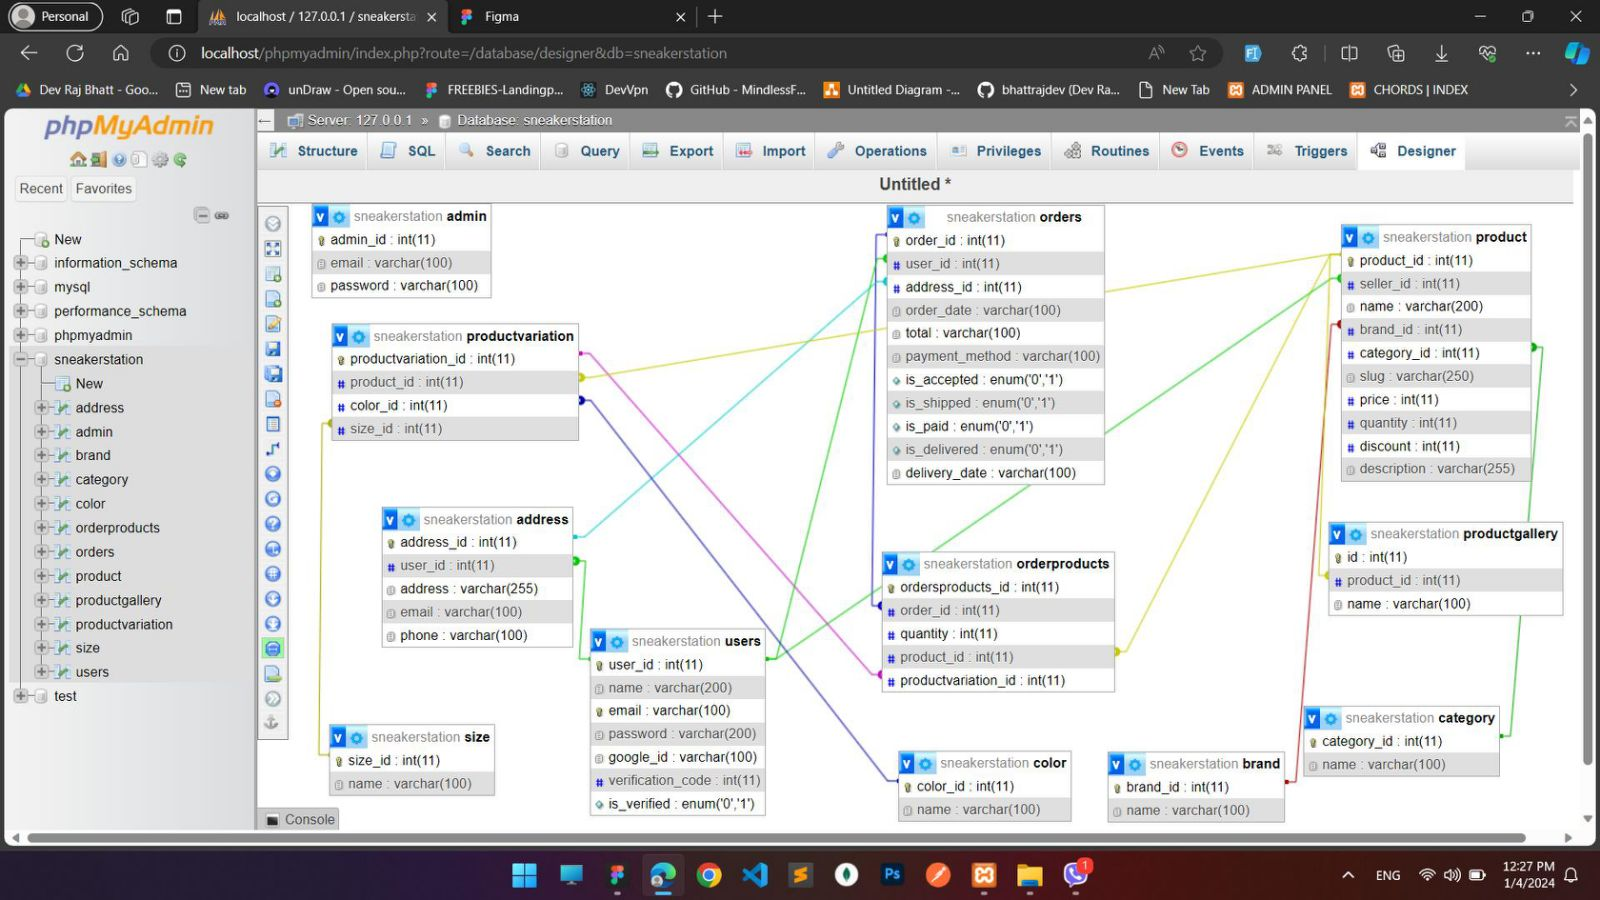 Personal
localhost / 127.0.0.1 / sneakersta
Figma
localhost/phpmyadmin/index.php?route=/database/designer&db=sneakerstation
Dev Raj Bhatt - Goo...
New tab
unDraw - Open sou...
FREEBIES-Landingp...
DevVpn
GitHub - MindlessF...
Untitled Diagram -...
bhattrajdev (Dev Ra...
New Tab
ADMIN PANEL
CHORDS | INDEX
phpMyAdmin
Recent
Favorites
New
information_schema
mysql
performance_schema
phpmyadmin
sneakerstation
New
address
admin
brand
category
color
orderproducts
orders
product
productgallery
productvariation
size
users
test
Server: 127.0.0.1 » Database: sneakerstation
Structure
SQL
Search
Query
Export
Import
Operations
Privileges
Routines
Events
Triggers
Designer
Untitled *
v sneakerstation admin
admin_id : int(11)
email : varchar(100)
password : varchar(100)
v sneakerstation productvariation
productvariation_id : int(11)
# product_id : int(11)
# color_id : int(11)
# size_id : int(11)
v sneakerstation address
address_id : int(11)
# user_id : int(11)
address : varchar(255)
email : varchar(100)
phone : varchar(100)
v sneakerstation size
size_id : int(11)
name : varchar(100)
v sneakerstation users
user_id : int(11)
name : varchar(200)
email : varchar(100)
password : varchar(200)
google_id : varchar(100)
# verification_code : int(11)
is_verified : enum('0','1')
v sneakerstation orders
order_id : int(11)
# user_id : int(11)
# address_id : int(11)
order_date : varchar(100)
total : varchar(100)
payment_method : varchar(100)
is_accepted : enum('0','1')
is_shipped : enum('0','1')
is_paid : enum('0','1')
is_delivered : enum('0','1')
delivery_date : varchar(100)
v sneakerstation orderproducts
ordersproducts_id : int(11)
# order_id : int(11)
# quantity : int(11)
# product_id : int(11)
# productvariation_id : int(11)
v sneakerstation color
color_id : int(11)
name : varchar(100)
v sneakerstation brand
brand_id : int(11)
name : varchar(100)
v sneakerstation product
product_id : int(11)
# seller_id : int(11)
name : varchar(200)
# brand_id : int(11)
# category_id : int(11)
slug : varchar(250)
# price : int(11)
# quantity : int(11)
# discount : int(11)
description : varchar(255)
v sneakerstation productgallery
id : int(11)
# product_id : int(11)
name : varchar(100)
v sneakerstation category
category_id : int(11)
name : varchar(100)
Console
Ps
1
ENG
12:27 PM
1/4/2024